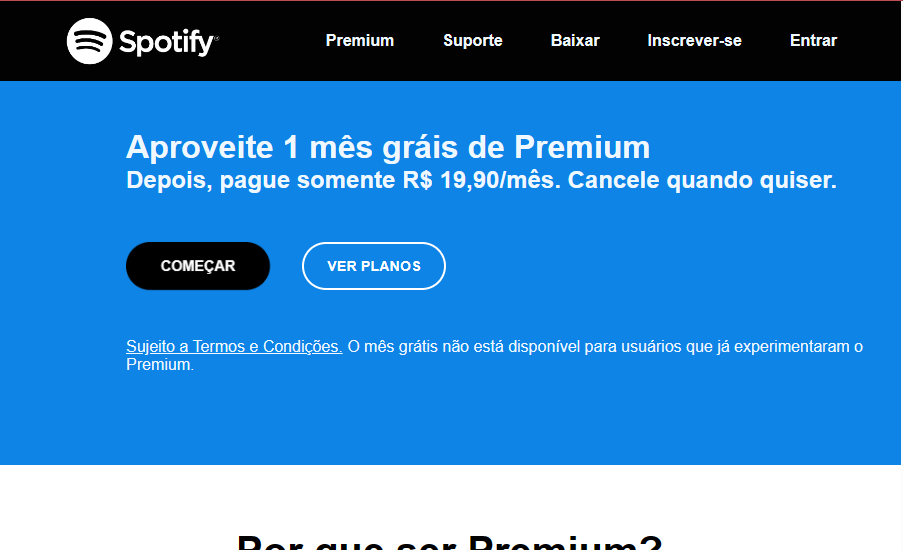 Spotify
Premium Suporte Baixar Inscrever-se Entrar
Aproveite 1 mês gráis de Premium
Depois, pague somente R$ 19,90/mês. Cancele quando quiser.
COMEÇAR VER PLANOS
Sujeito a Termos e Condições. O mês grátis não está disponível para usuários que já experimentaram o
Premium.
Por que ser Premium?